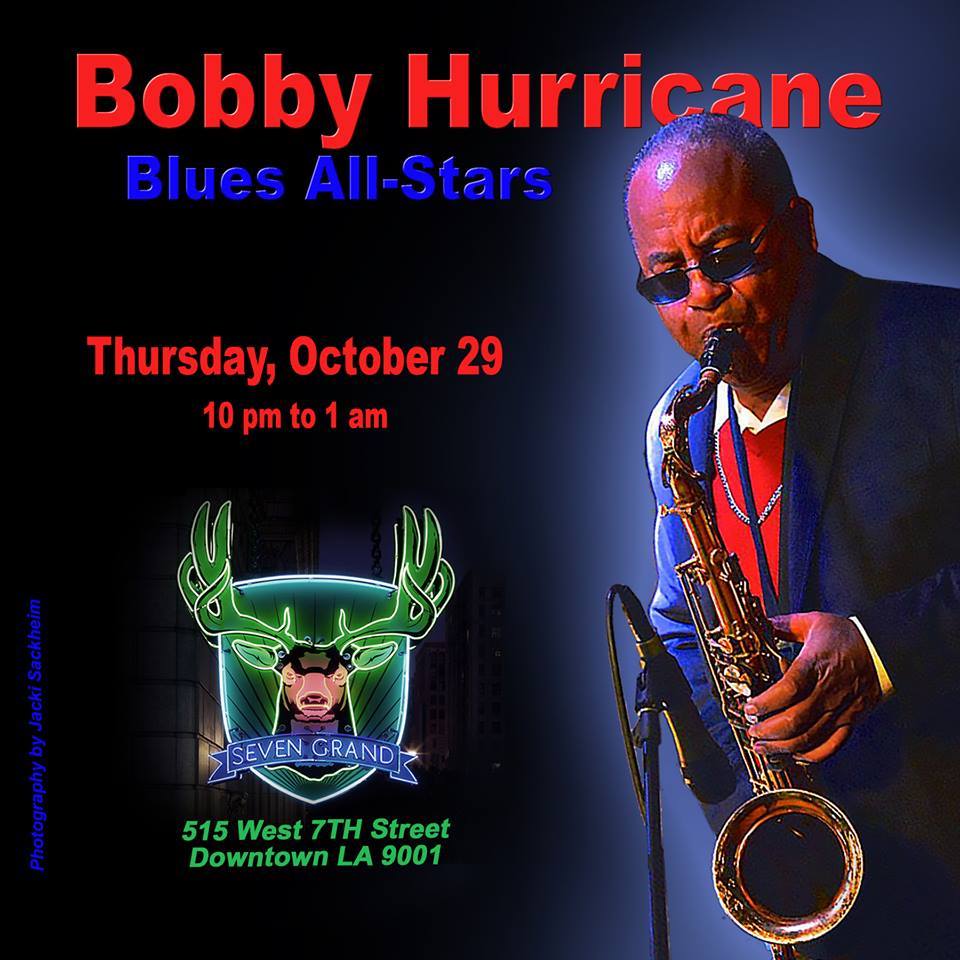 Bobby Hurricane
Blues All-Stars
Thursday, October 29
10 pm to 1 am
SEVEN GRAND
515 West 7TH Street
Downtown LA 9001
Photography by Jacki Sackheim